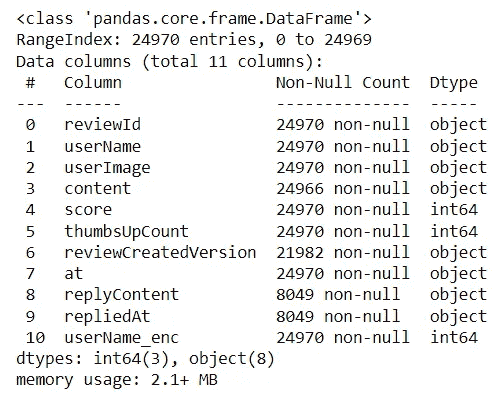 <class 'pandas.core.frame.DataFrame'>
RangeIndex: 24970 entries, 0 to 24969
Data columns (total 11 columns):
 #   Column                Non-Null Count  Dtype
---  ------                --------------  -----
 0   reviewId              24970 non-null  object
 1   userName              24970 non-null  object
 2   userImage             24970 non-null  object
 3   content               24966 non-null  object
 4   score                 24970 non-null  int64
 5   thumbsUpCount         24970 non-null  int64
 6   reviewCreatedVersion  21982 non-null  object
 7   at                    24970 non-null  object
 8   replyContent          8049 non-null   object
 9   repliedAt             8049 non-null   object
 10  userName_enc          24970 non-null  int64
dtypes: int64(3), object(8)
memory usage: 2.1+ MB